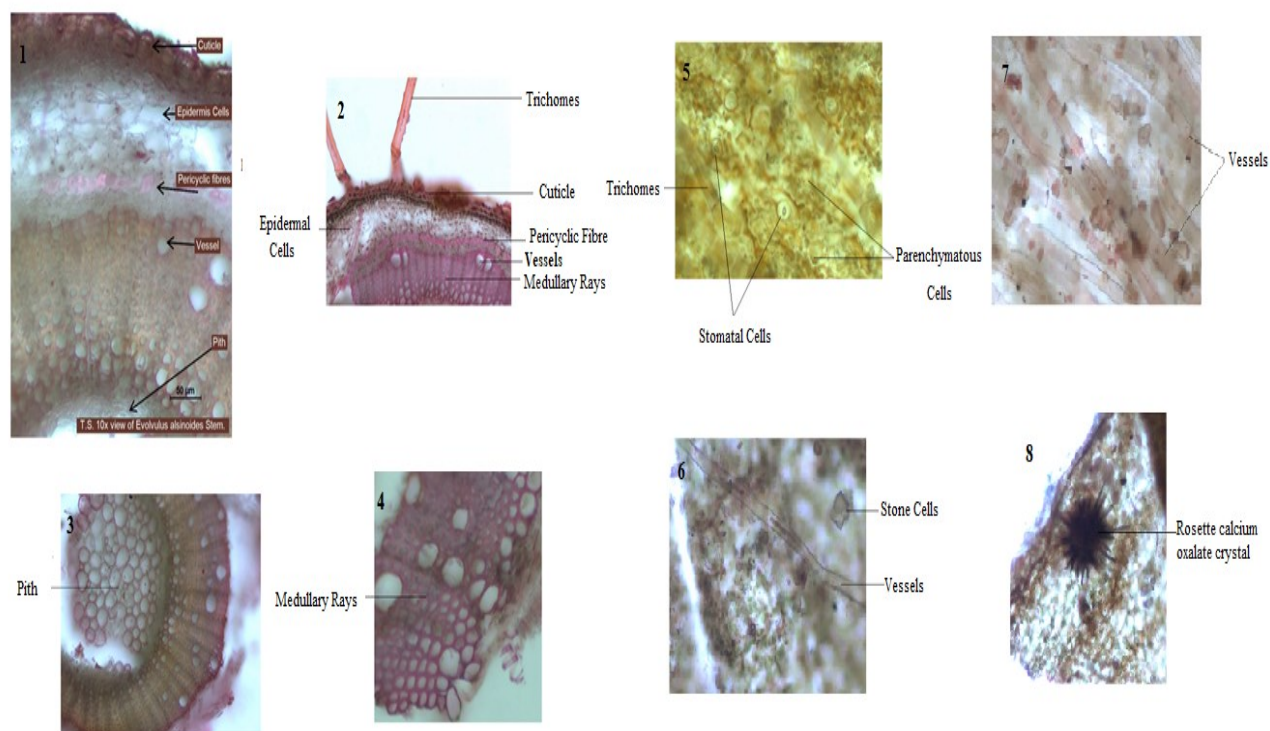 1
Cuticle
Epidermis Cells
1
Pericyclic fibres
Vessel
Pith
50 µm
T.S. 10x view of Evolvulus alsinoides Stem.
2
Trichomes
Cuticle
Epidermal
Cells
Pericyclic Fibre
Vessels
Medullary Rays
5
Trichomes
Parenchymatous
Cells
Stomatal Cells
7
Vessels
3
Pith
4
Medullary Rays
6
Stone Cells
Vessels
8
Rosette calcium
oxalate crystal